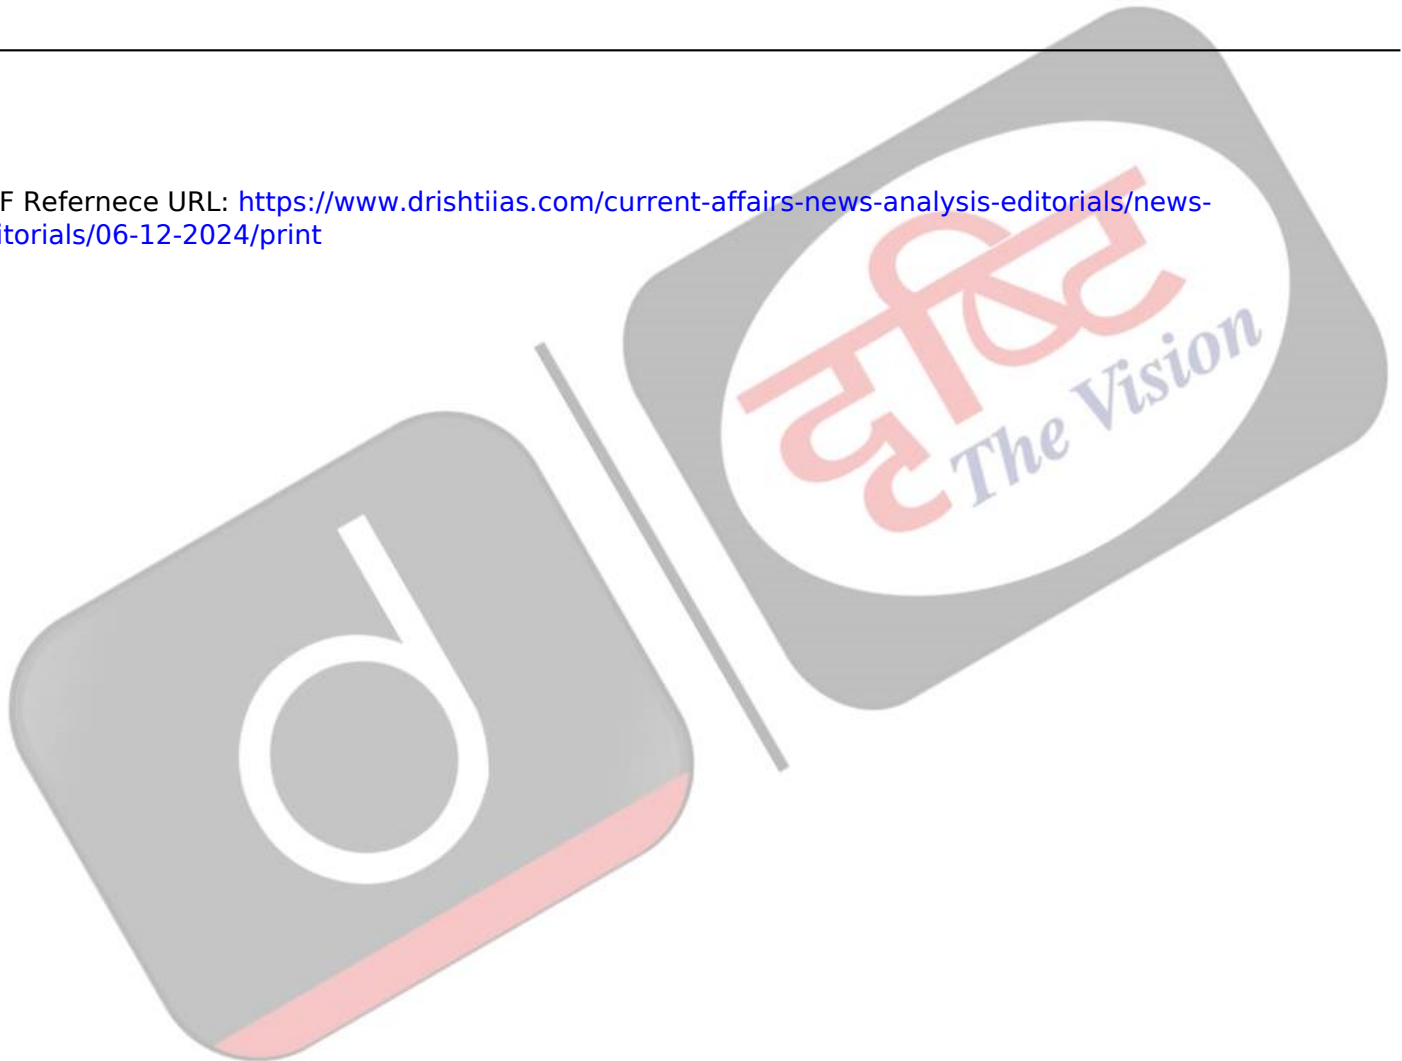 F Refernece URL: https://www.drishtiias.com/current-affairs-news-analysis-editorials/news-
itorials/06-12-2024/print
दृष्टि
The Vision
d